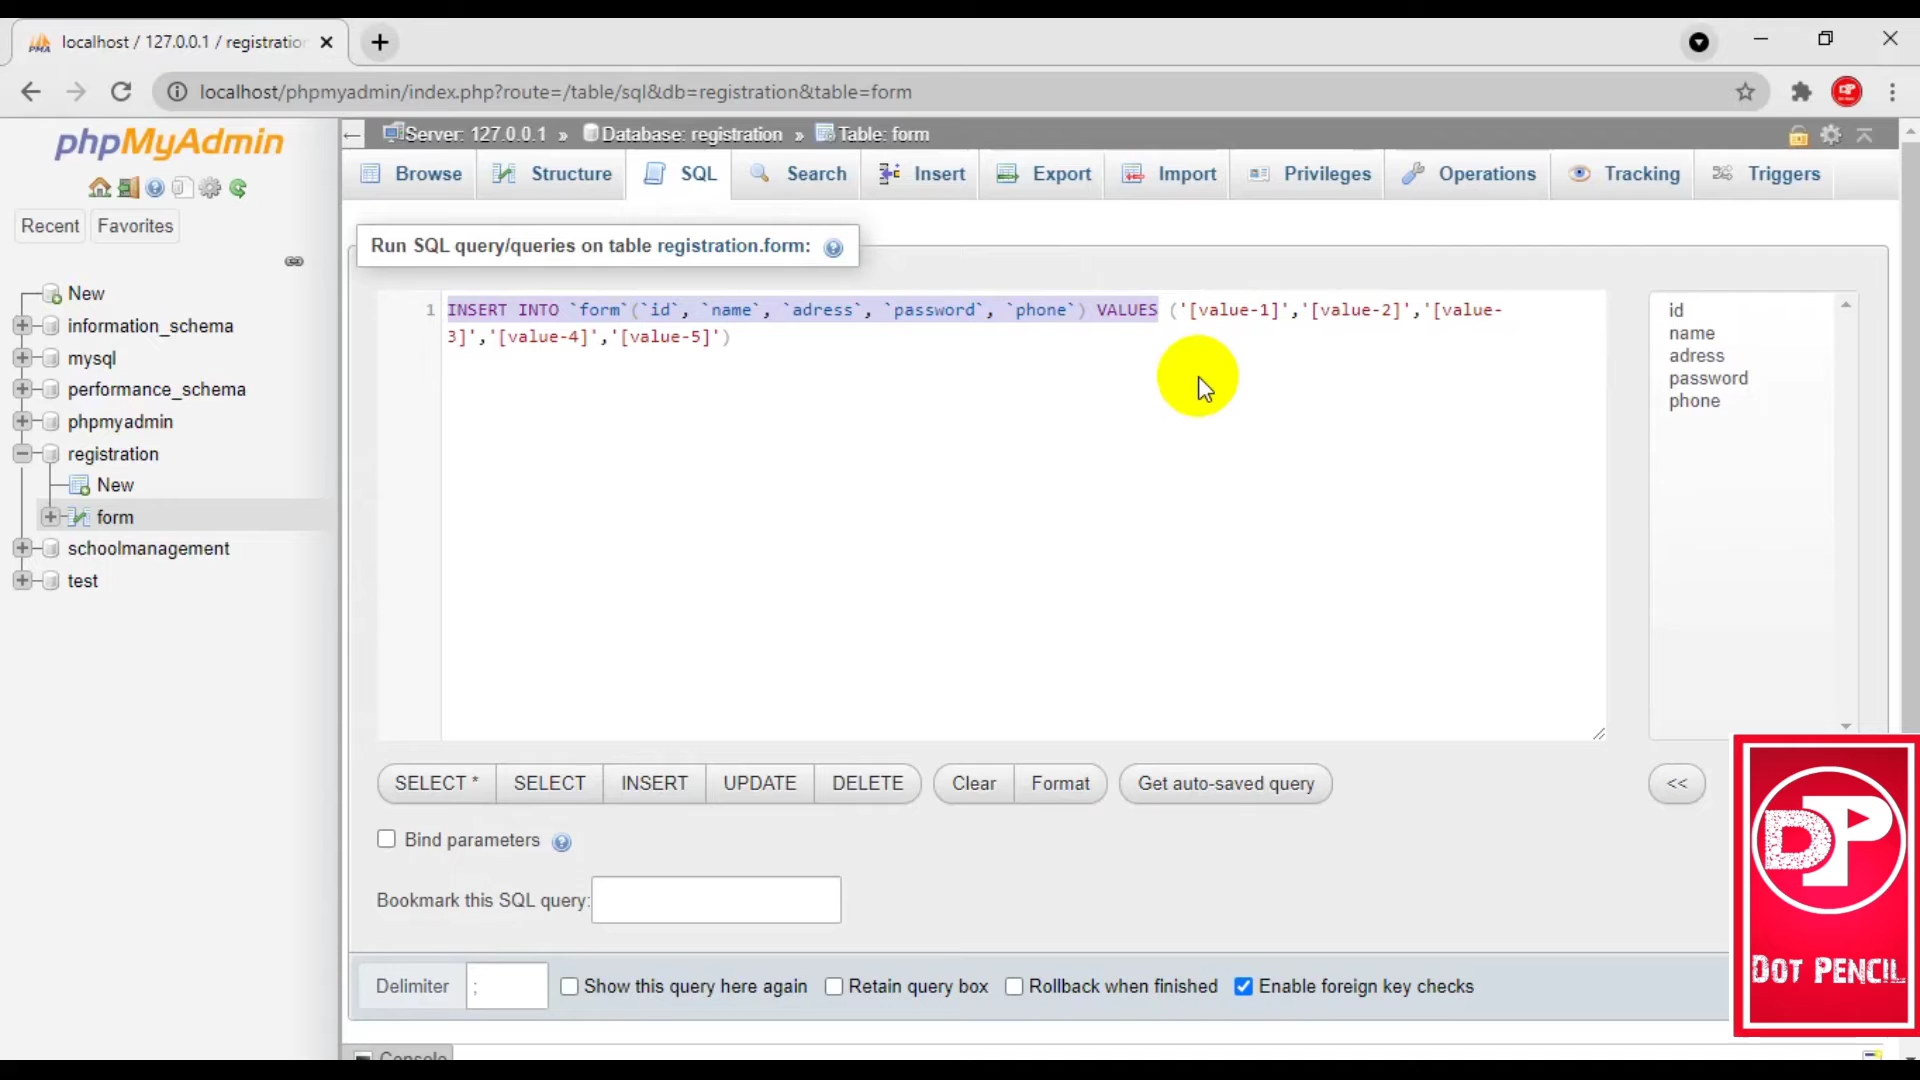 localhost / 127.0.0.1 / registration
localhost/phpmyadmin/index.php?route=/table/sql&db=registration&table=form
phpMyAdmin
Recent
Favorites
New
information_schema
mysql
performance_schema
phpmyadmin
registration
New
form
schoolmanagement
test
Server: 127.0.0.1 » Database: registration » Table: form
Browse
Structure
SQL
Search
Insert
Export
Import
Privileges
Operations
Tracking
Triggers
Run SQL query/queries on table registration.form:
1 INSERT INTO `form`(`id`, `name`, `adress`, `password`, `phone`) VALUES ('[value-1]','[value-2]','[value-
3]','[value-4]','[value-5]')
id
name
adress
password
phone
SELECT *
SELECT
INSERT
UPDATE
DELETE
Clear
Format
Get auto-saved query
<<
Bind parameters
Bookmark this SQL query:
Delimiter
;
Show this query here again
Retain query box
Rollback when finished
Enable foreign key checks
Console
DP
DOT PENCIL